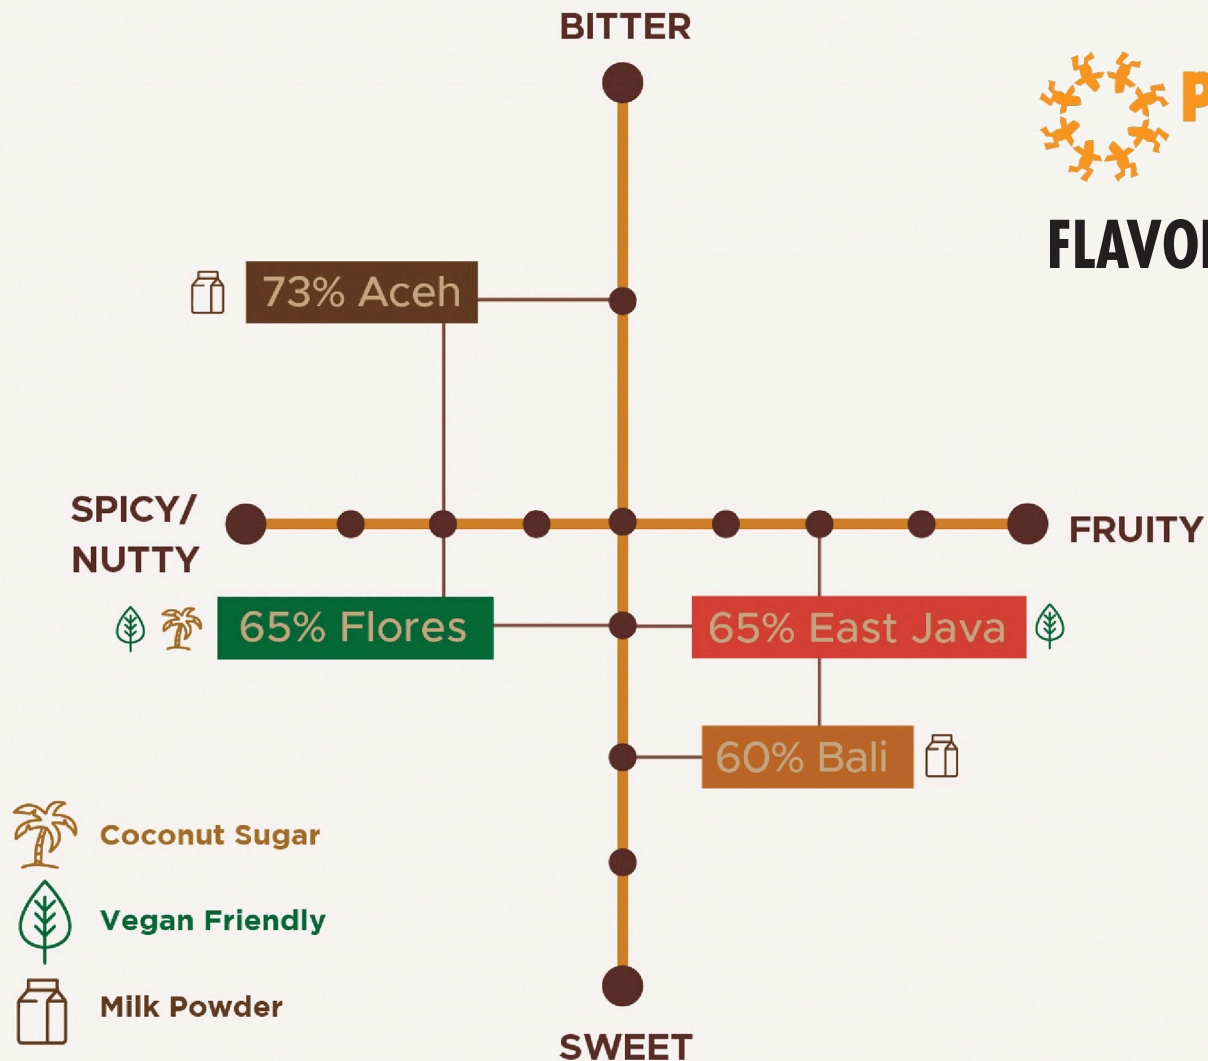 BITTER
FLAVO
73% Aceh
SPICY/
NUTTY
FRUITY
65% Flores
65% East Java
60% Bali
Coconut Sugar
Vegan Friendly
Milk Powder
SWEET